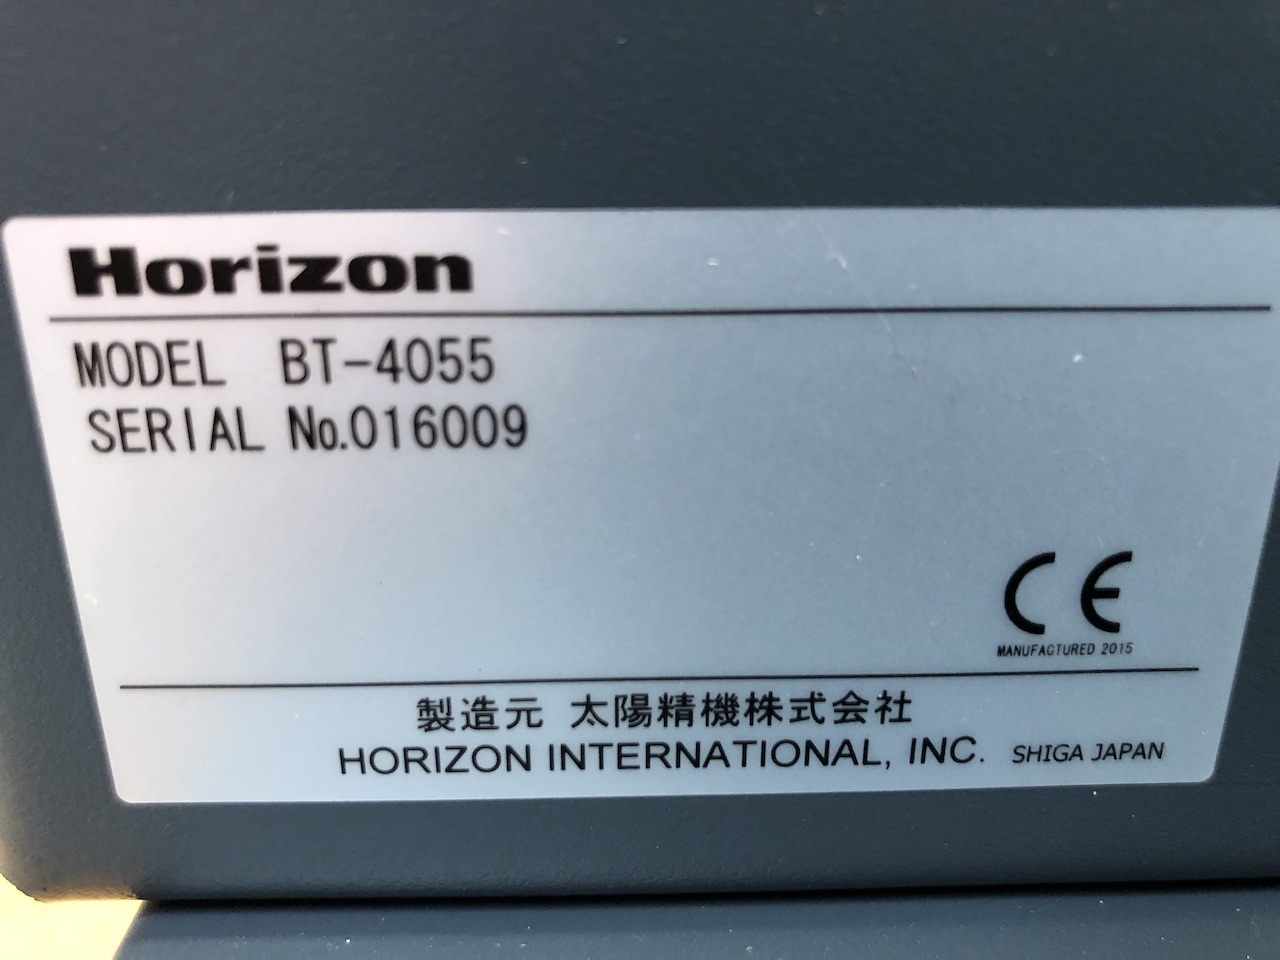 Horizon
MODEL BT-4055
SERIAL No.016009
CE
MANUFACTURED 2015
製造元 太陽精機株式会社
HORIZON INTERNATIONAL, INC. SHIGA JAPAN